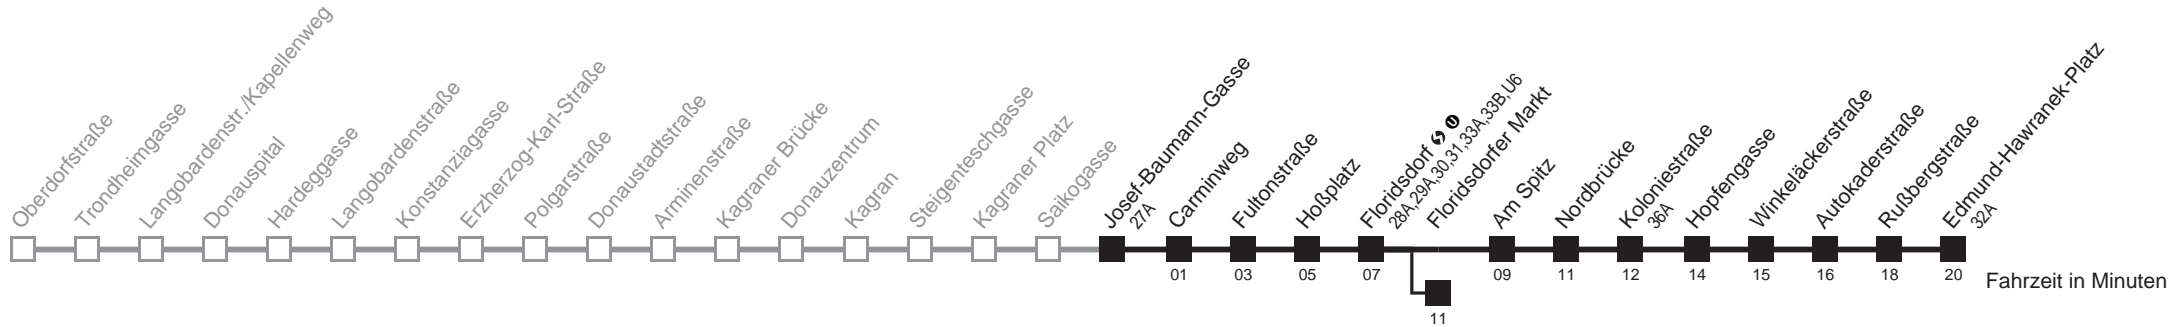 Oberdorfstraße
Trondheimgasse
Langobardenstr./Kapellenweg
Donauspital
Hardeggasse
Langobardenstraße
Konstanziagasse
Erzherzog-Karl-Straße
Polgarstraße
Donaustadtstraße
Arminenstraße
Kagraner Brücke
Donauzentrum
Kagran
Steigenteschgasse
Kagraner Platz
Saikogasse
Josef-Baumann-Gasse
27A
Carminweg
Fultonstraße
Hoßplatz
Floridsdorf S U
28A,29A,30,31,33A,33B,U6
Floridsdorfer Markt
Am Spitz
Nordbrücke
Koloniestraße
36A
Hopfengasse
Winkeläckerstraße
Autokaderstraße
Rußbergstraße
Edmund-Hawranek-Platz
32A
01 03 05 07 09 11 12 14 15 16 18 20
Fahrzeit in Minuten
11